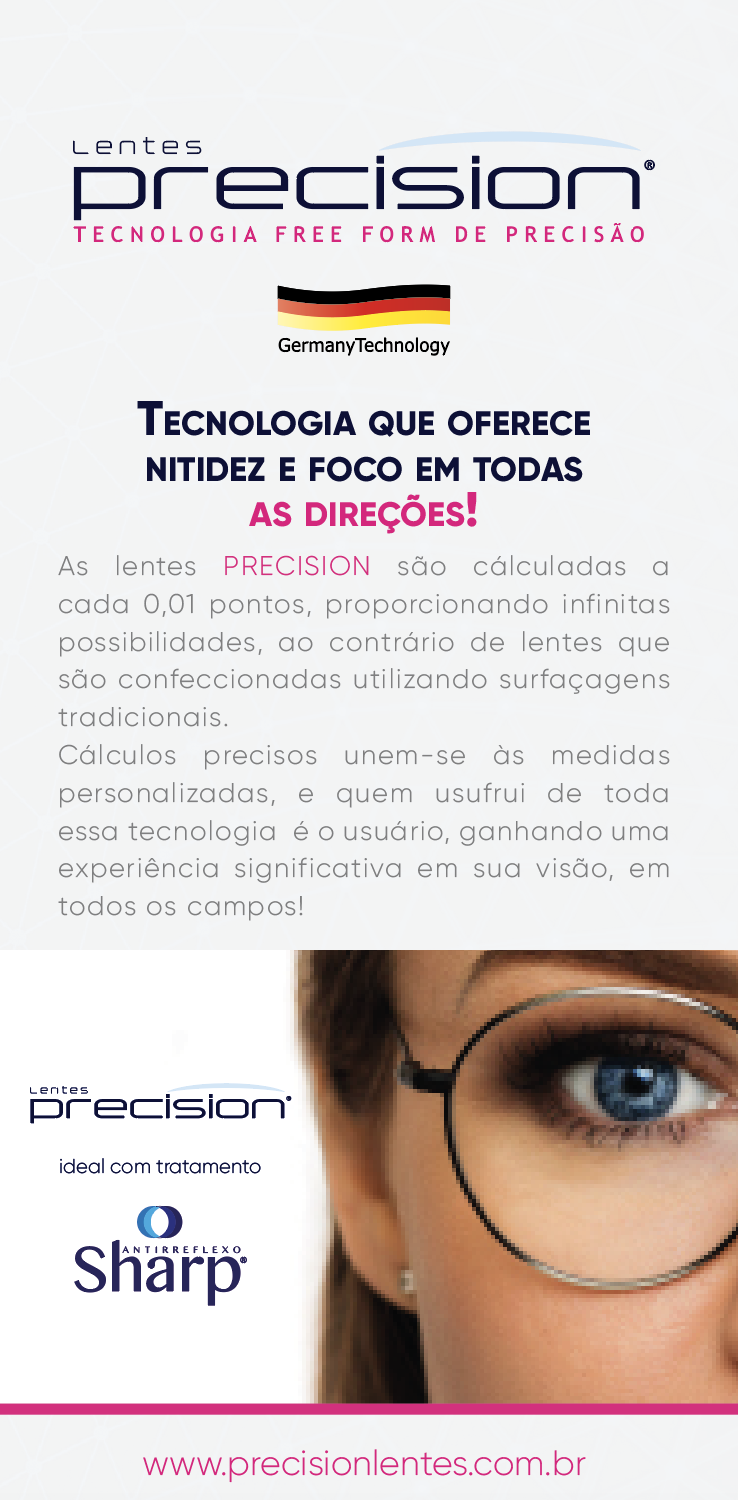 Lentes
precision®
TECNOLOGIA FREE FORM DE PRECISÃO
GermanyTechnology
TECNOLOGIA QUE OFERECE
NITIDEZ E FOCO EM TODAS
AS DIREÇÕES!
As lentes PRECISION são cálculadas a
cada 0,01 pontos, proporcionando infinitas
possibilidades, ao contrário de lentes que
são confeccionadas utilizando surfaçagens
tradicionais.
Cálculos precisos unem-se às medidas
personalizadas, e quem usufrui de toda
essa tecnologia é o usuário, ganhando uma
experiência significativa em sua visão, em
todos os campos!
Lentes
precision®
ideal com tratamento
ANTIRREFLEXO
Sharp®
www.precisionlentes.com.br